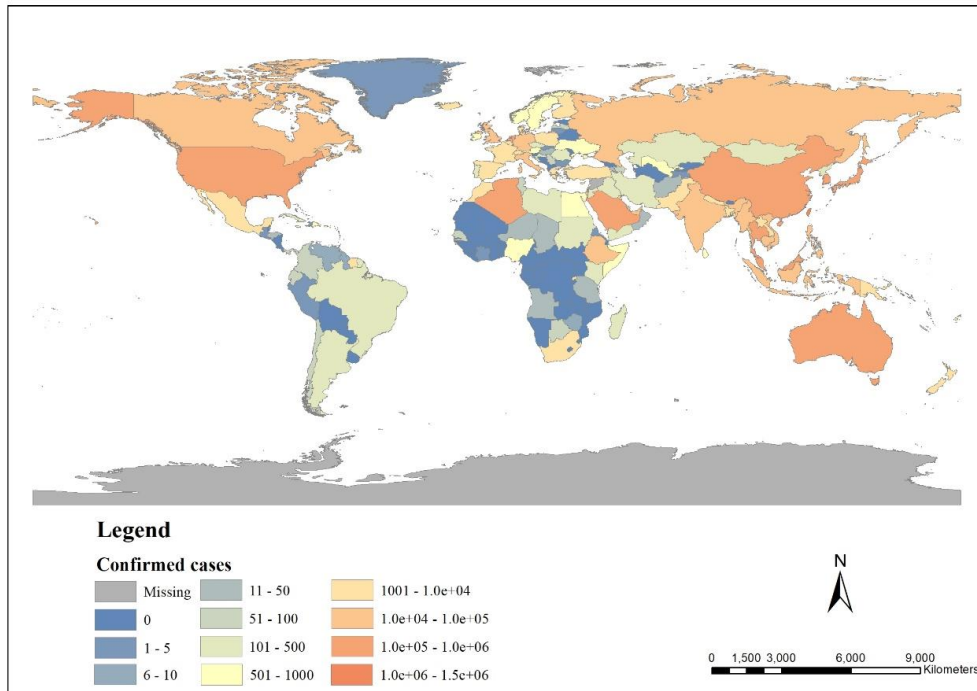 Legend
Confirmed cases
Missing
0
1 - 5
6 - 10
11 - 50
51 - 100
101 - 500
501 - 1000
1001 - 1.0e+04
1.0e+04 - 1.0e+05
1.0e+05 - 1.0e+06
1.0e+06 - 1.5e+06
N
0 1,500 3,000 6,000 9,000
Kilometers